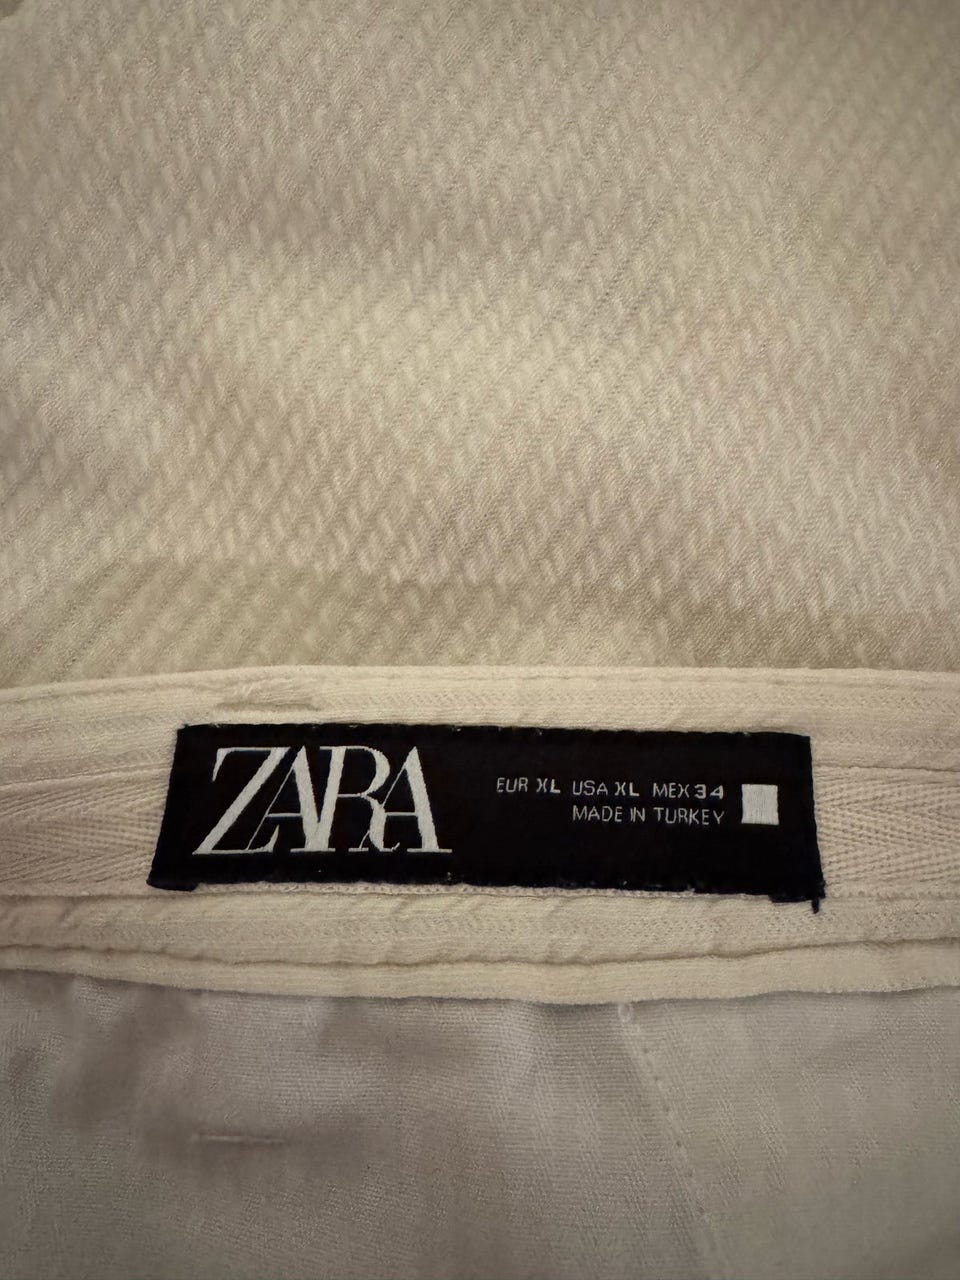 ZARA
EUR XL USA XL MEX 34
MADE IN TURKEY